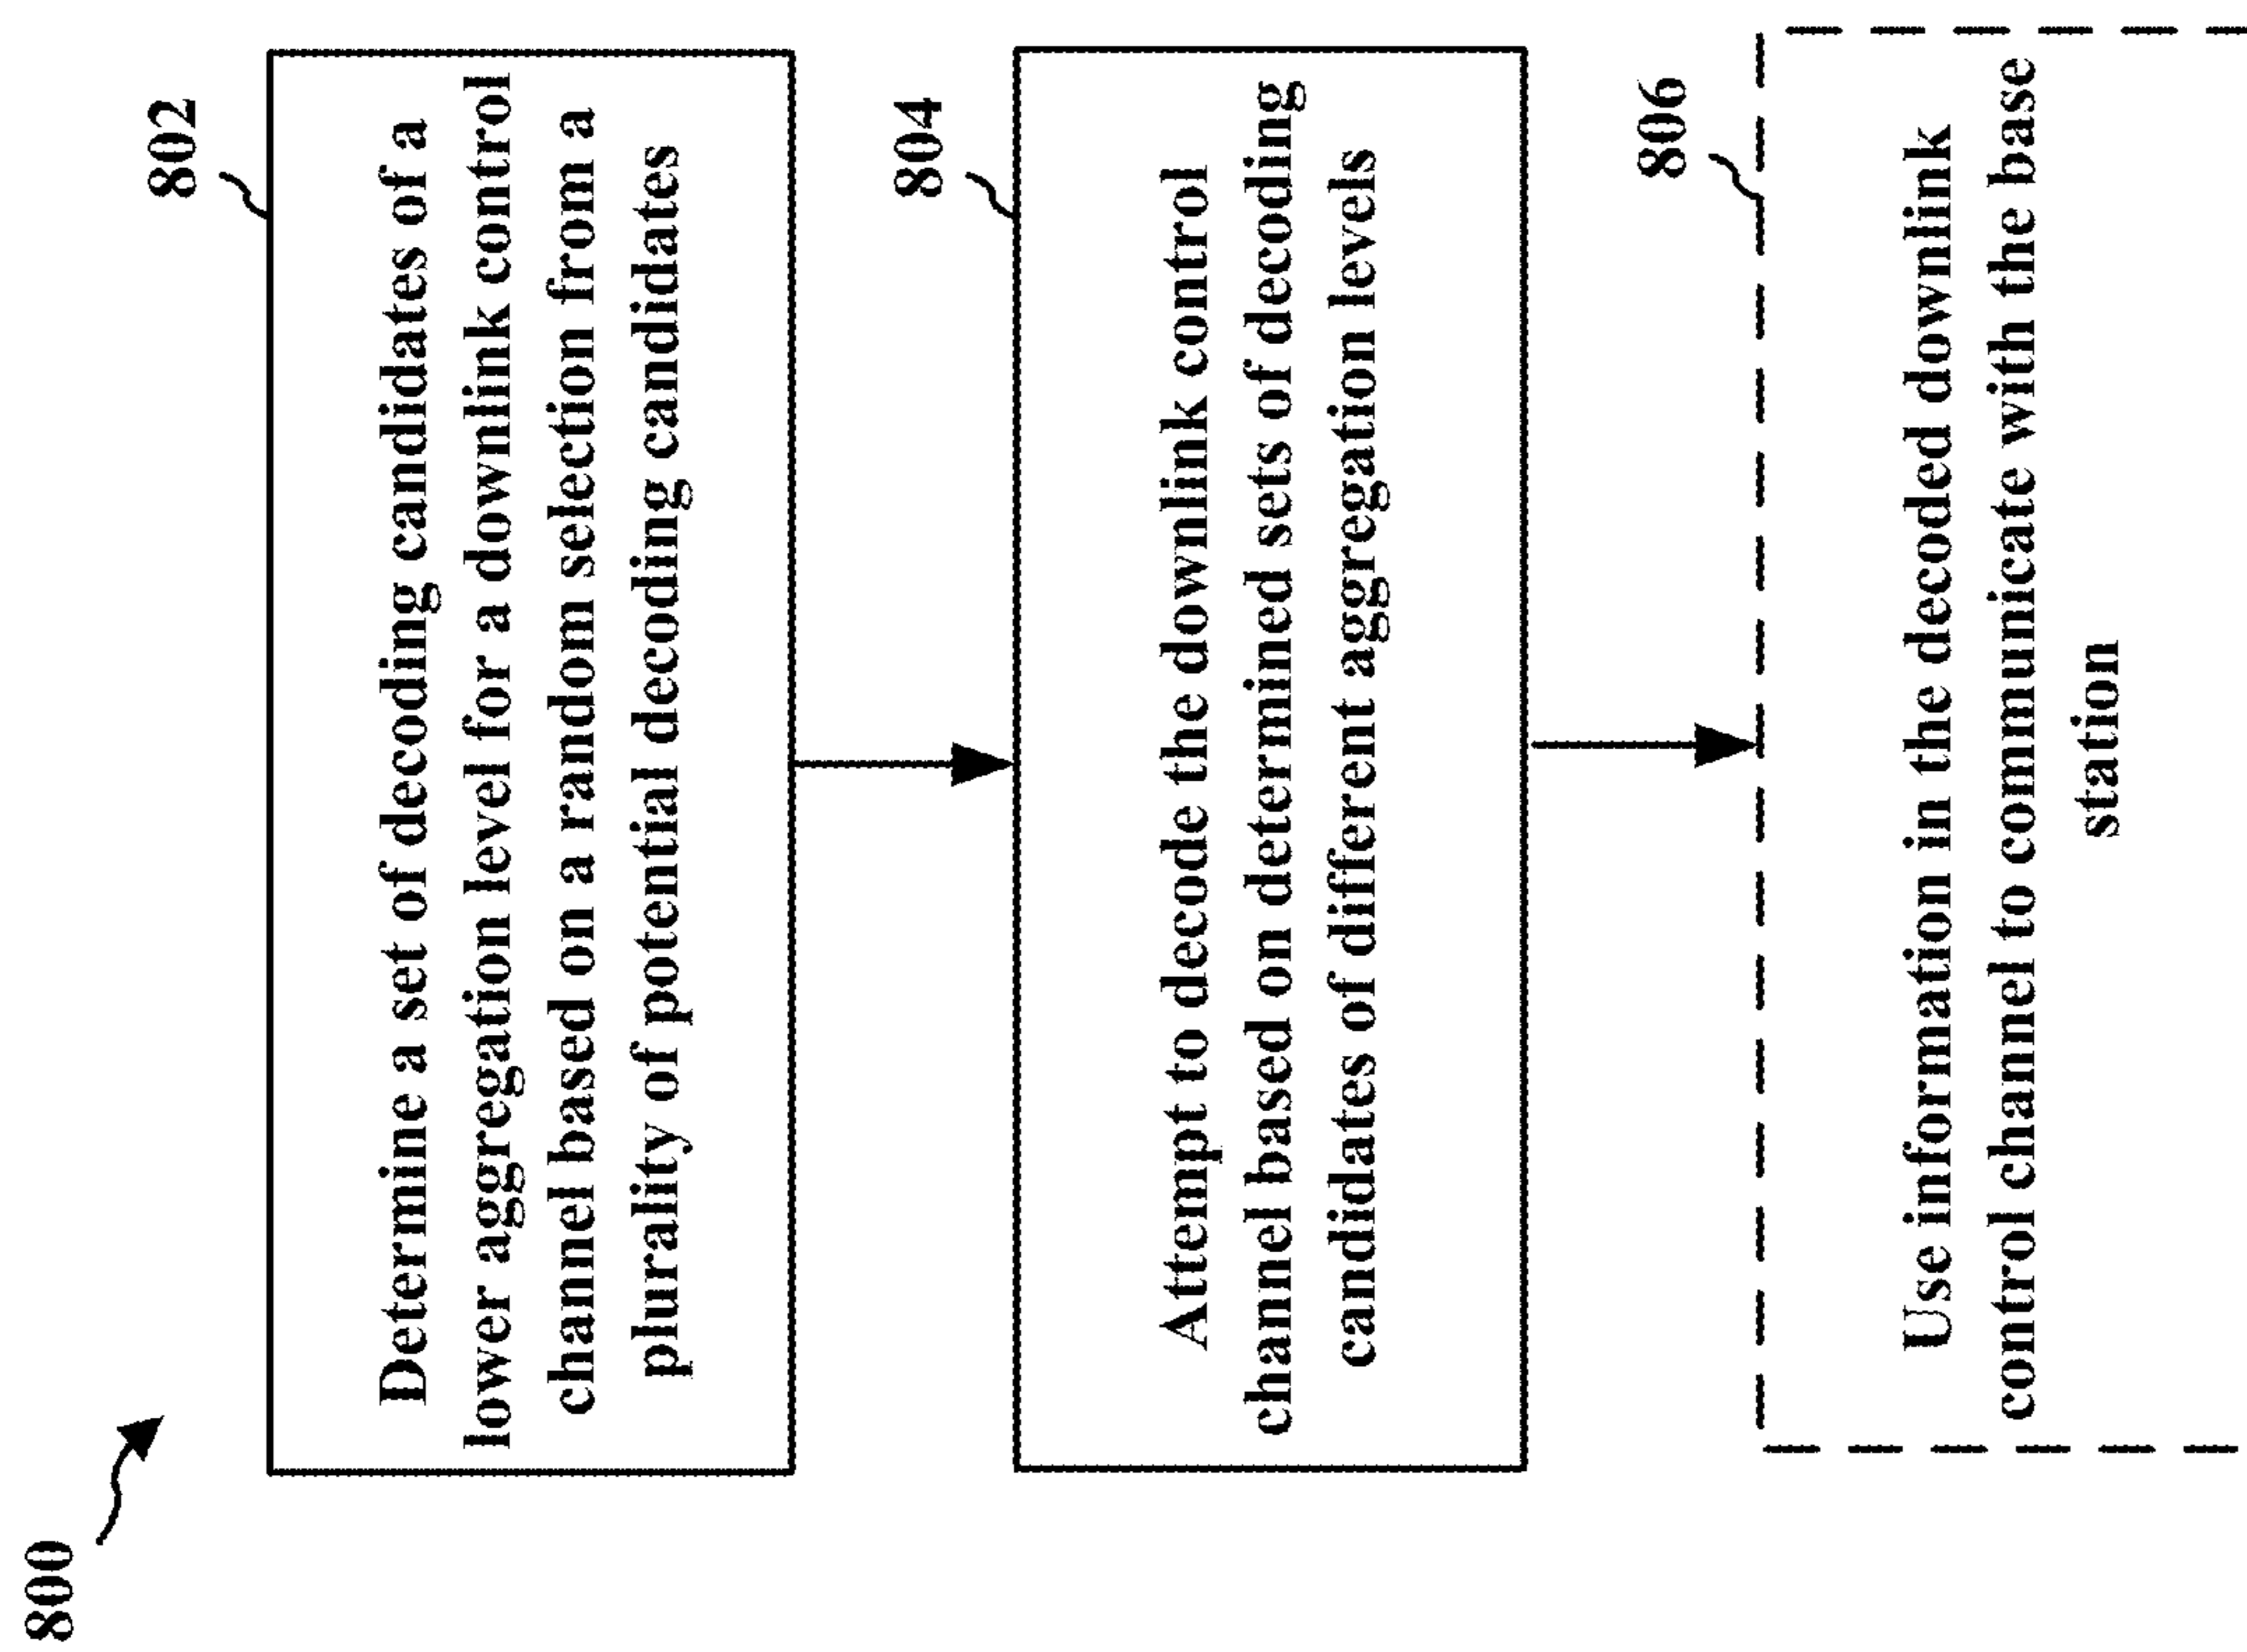 800
802
Determine a set of decoding candidates of a
lower aggregation level for a downlink control
channel based on a random selection from a
plurality of potential decoding candidates
804
Attempt to decode the downlink control
channel based on determined sets of decoding
candidates of different aggregation levels
806
Use information in the decoded downlink
control channel to communicate with the base
station